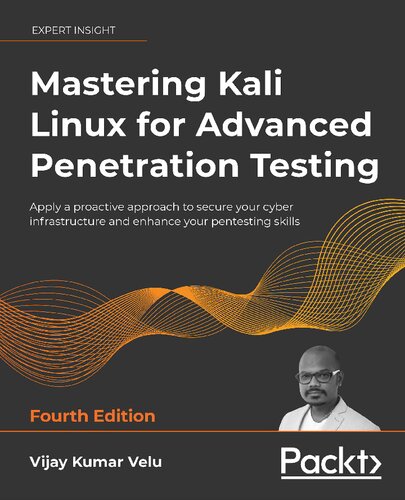 EXPERT INSIGHT
Mastering Kali
Linux for Advanced
Penetration Testing
Apply a proactive approach to secure your cyber
infrastructure and enhance your pentesting skills
Fourth Edition
Vijay Kumar Velu
Packt>